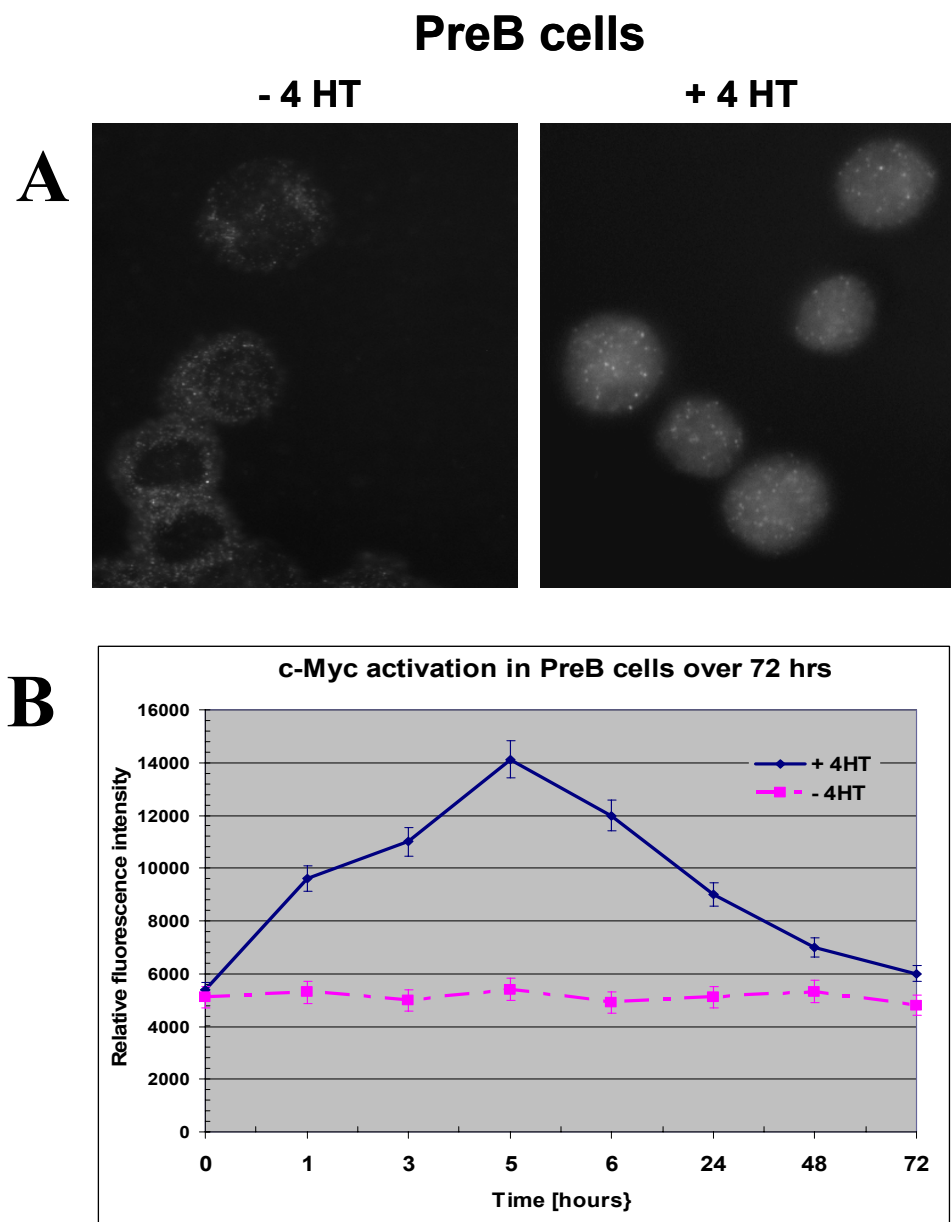 PreB cells
- 4 HT
+ 4 HT
A
B
c-Myc activation in PreB cells over 72 hrs
16000
14000
12000
10000
8000
6000
4000
2000
0
Relative fluorescence intensity
+ 4HT
- 4HT
0 1 3 5 6 24 48 72
Time [hours}